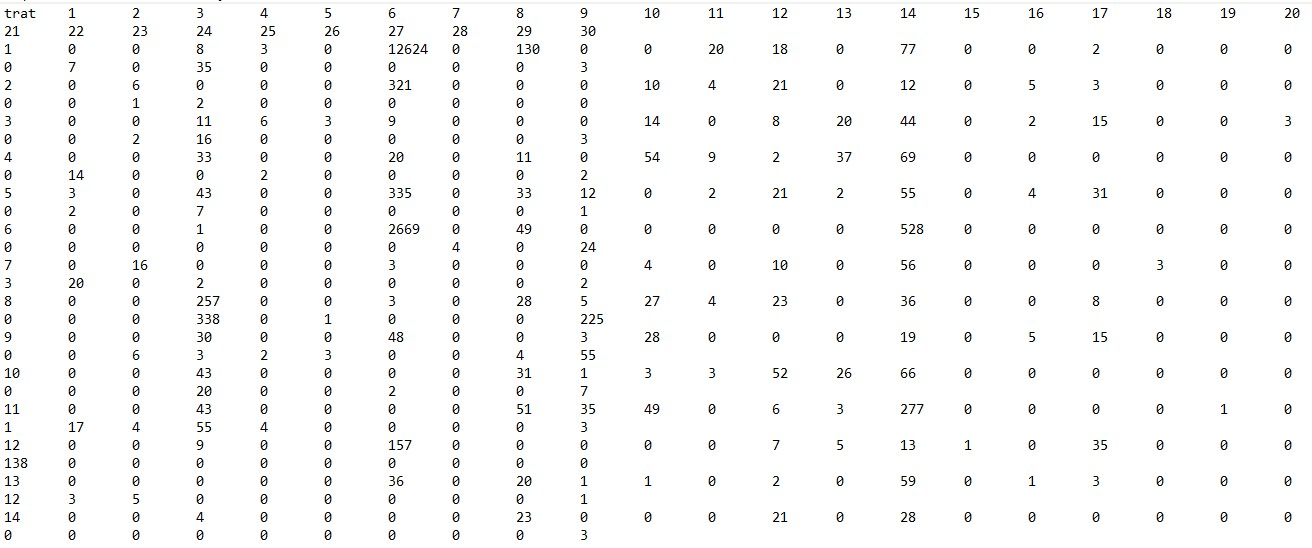 trat 1 2 3 4 5 6 7 8 9 10 11 12 13 14 15 16 17 18 19 20
21 22 23 24 25 26 27 28 29 30
1 0 0 8 3 0 12624 0 130 0 0 20 18 0 77 0 0 2 0 0 0
0 7 0 35 0 0 0 0 0 3
2 0 6 0 0 0 321 0 0 0 10 4 21 0 12 0 5 3 0 0 0
0 0 1 2 0 0 0 0 0 0
3 0 0 11 6 3 9 0 0 0 14 0 8 20 44 0 2 15 0 0 3
0 0 2 16 0 0 0 0 0 3
4 0 0 33 0 0 20 0 11 0 54 9 2 37 69 0 0 0 0 0 0
0 14 0 0 2 0 0 0 0 2
5 3 0 43 0 0 335 0 33 12 0 2 21 2 55 0 4 31 0 0 0
0 2 0 7 0 0 0 0 0 1
6 0 0 1 0 0 2669 0 49 0 0 0 0 0 528 0 0 0 0 0 0
0 0 0 0 0 0 0 4 0 24
7 0 16 0 0 0 3 0 0 0 4 0 10 0 56 0 0 0 3 0 0
3 20 0 2 0 0 0 0 0 2
8 0 0 257 0 0 3 0 28 5 27 4 23 0 36 0 0 8 0 0 0
0 0 0 338 0 1 0 0 0 225
9 0 0 30 0 0 48 0 0 3 28 0 0 0 19 0 5 15 0 0 0
0 0 6 3 2 3 0 0 4 55
10 0 0 43 0 0 0 0 31 1 3 3 52 26 66 0 0 0 0 0 0
0 0 0 20 0 0 2 0 0 7
11 0 0 43 0 0 0 0 51 35 49 0 6 3 277 0 0 0 0 1 0
1 17 4 55 4 0 0 0 0 3
12 0 0 9 0 0 157 0 0 0 0 0 7 5 13 1 0 35 0 0 0
138 0 0 0 0 0 0 0 0 0
13 0 0 0 0 0 36 0 20 1 1 0 2 0 59 0 1 3 0 0 0
12 3 5 0 0 0 0 0 0 1
14 0 0 4 0 0 0 0 23 0 0 0 21 0 28 0 0 0 0 0 0
0 0 0 0 0 0 0 0 0 3